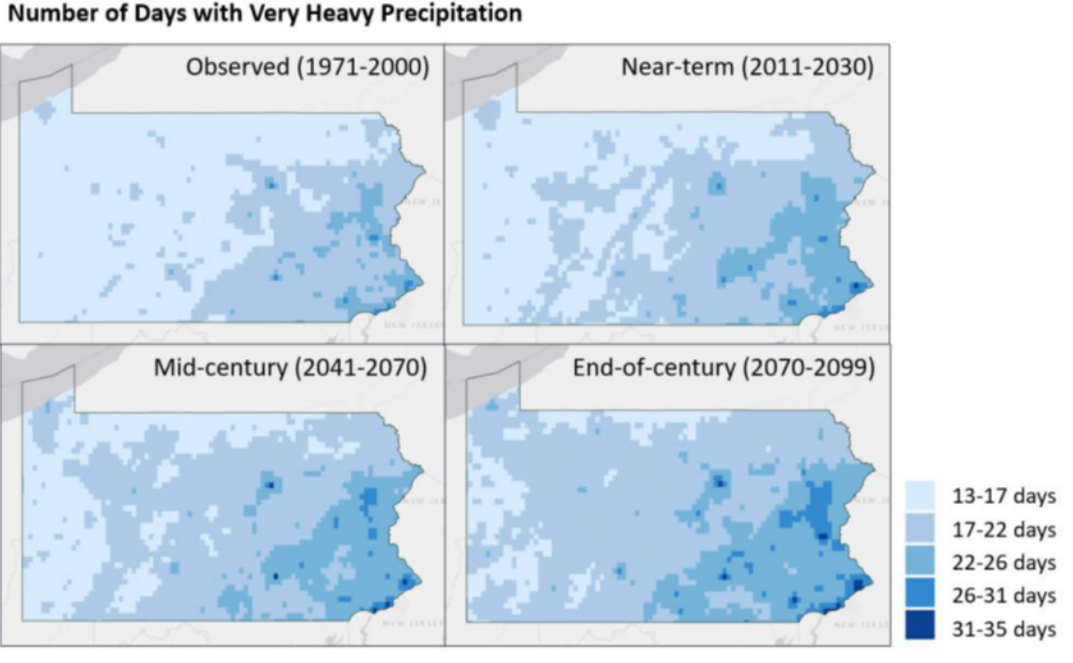 Number of Days with Very Heavy Precipitation
Observed (1971-2000)
Near-term (2011-2030)
NEW JERSEY
Mid-century (2041-2070)
End-of-century (2070-2099)
13-17 days
17-22 days
22-26 days
26-31 days
31-35 days